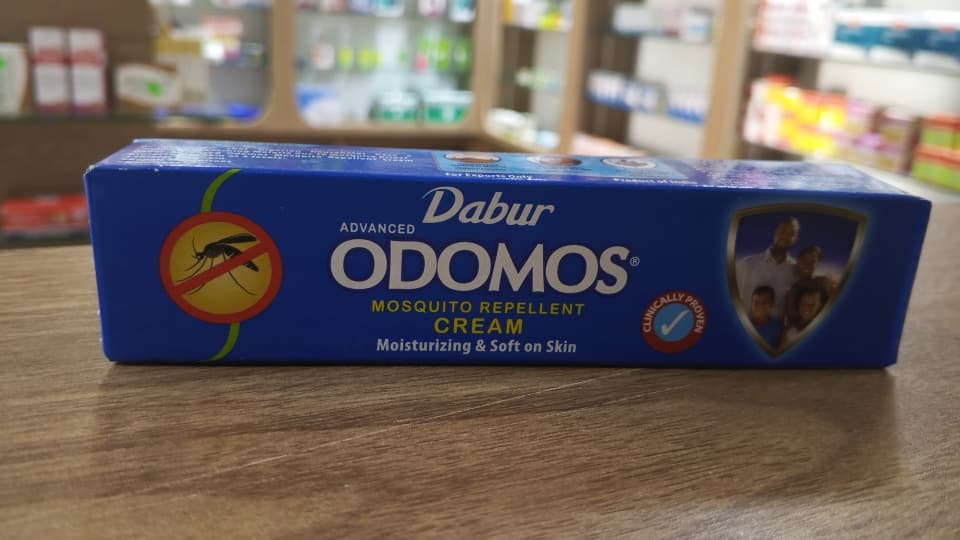 For Exports Only
Dabur
ADVANCED
ODOMOS®
MOSQUITO REPELLENT
CREAM
Moisturizing & Soft on Skin
CLINICALLY PROVEN